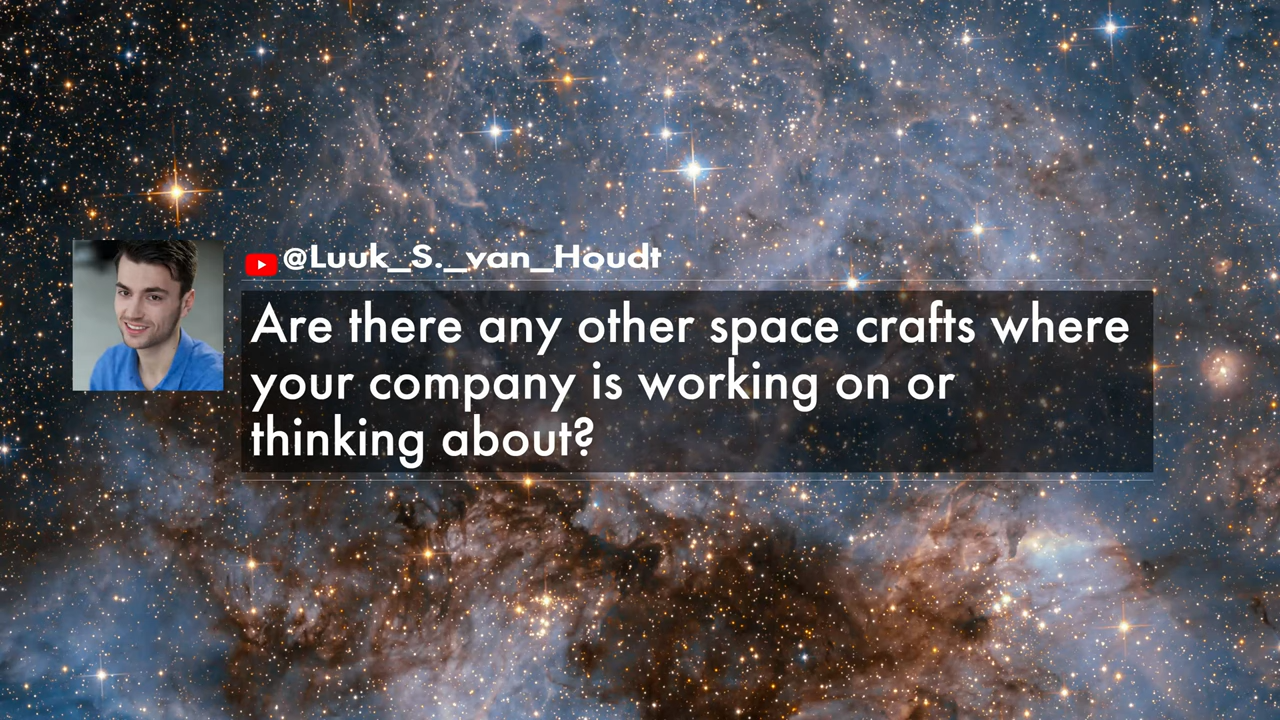 @Luuk_S._van_Houdt
Are there any other space crafts where
your company is working on or
thinking about?